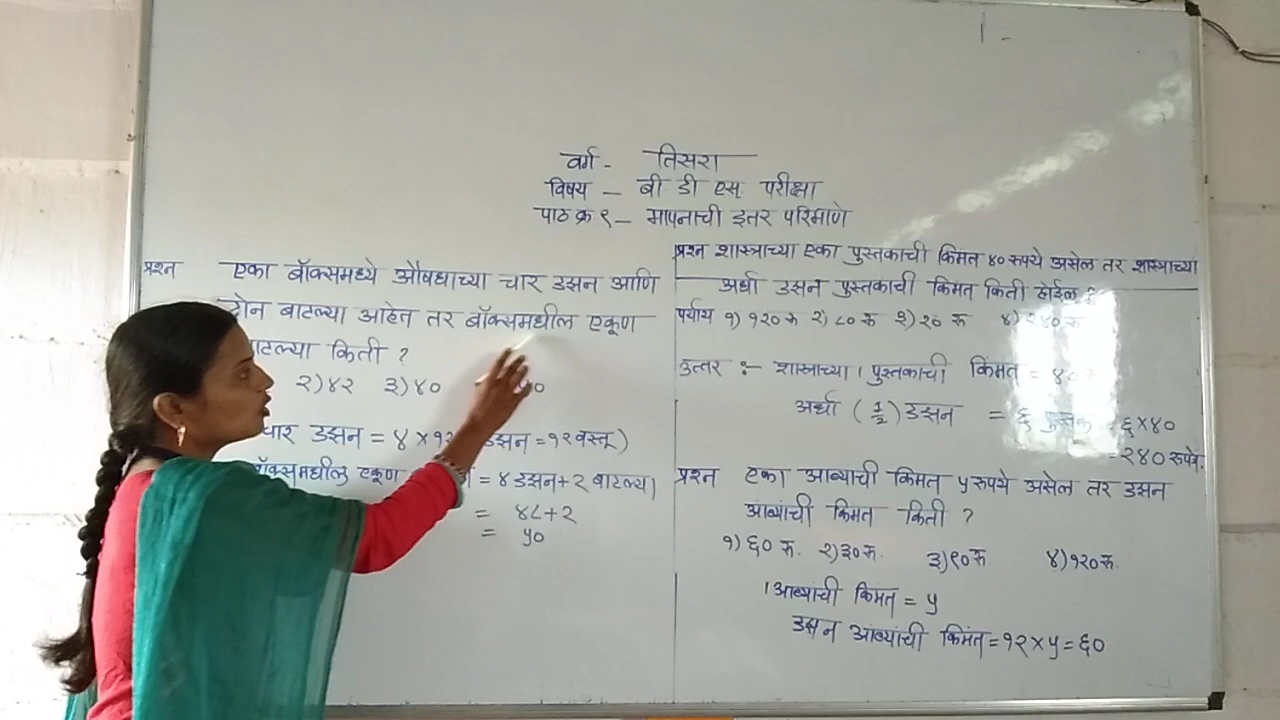 वर्ग - तिसरा
विषय – बी डी एस् परीक्षा
पाठ क्र ९ – मापनाची इतर परिमाणे
प्रश्न एका बॉक्समध्ये औषधाच्या चार डझन आणि
दोन बाटल्या आहेत तर बॉक्समधील एकूण
बाटल्या किती ?
२) ४२ ३) ४० ५०
चार डझन = ४ × १२ डझन = १२ वस्तू)
बॉक्समधील एकूण = ४ डझन + २ बाटल्या
= ४८ + २
= ५०
प्रश्न शास्त्राच्या एका पुस्तकाची किंमत ४० रुपये असेल तर शास्त्राच्या
अर्धा डझन पुस्तकाची किंमत किती होईल ?
पर्याय १) १२० रु २) ८० रु ३) २० रु ४) २४० रु
उत्तर :- शास्त्राच्या १ पुस्तकाची किंमत = ४०
अर्धा (१/२) डझन = ६ पुस्तक = ६ × ४०
= २४० रुपये.
प्रश्न एका आंब्याची किंमत ५ रुपये असेल तर डझन
आंब्यांची किंमत किती ?
१) ६० रु. २) ३० रु. ३) ९० रु ४) १२० रु.
१ आंब्यांची किंमत = ५
डझन आंब्यांची किंमत = १२ × ५ = ६०